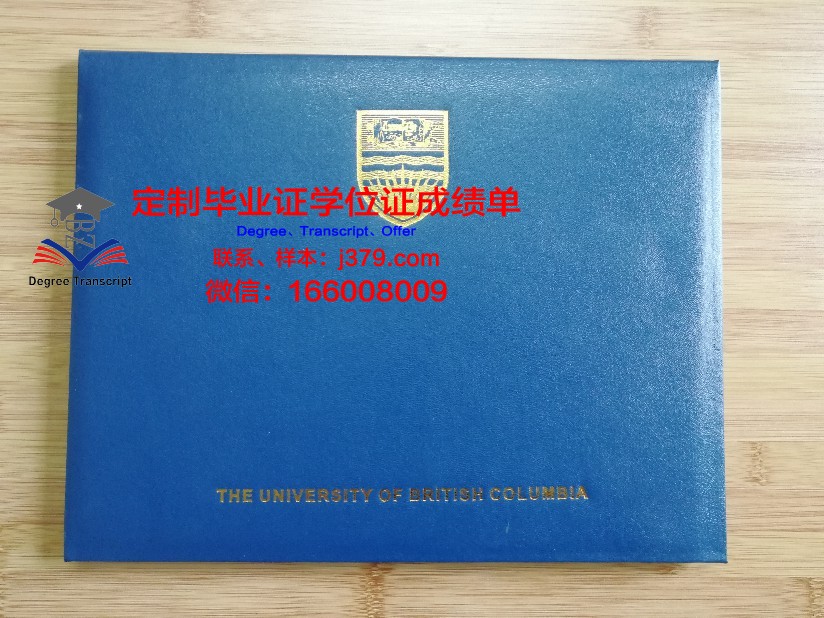 定制毕业证学位证成绩单
Degree、Transcript、Offer
联系、样本：j379.com
微信：166008009
Degree Transcript
THE UNIVERSITY OF BRITISH COLUMBIA